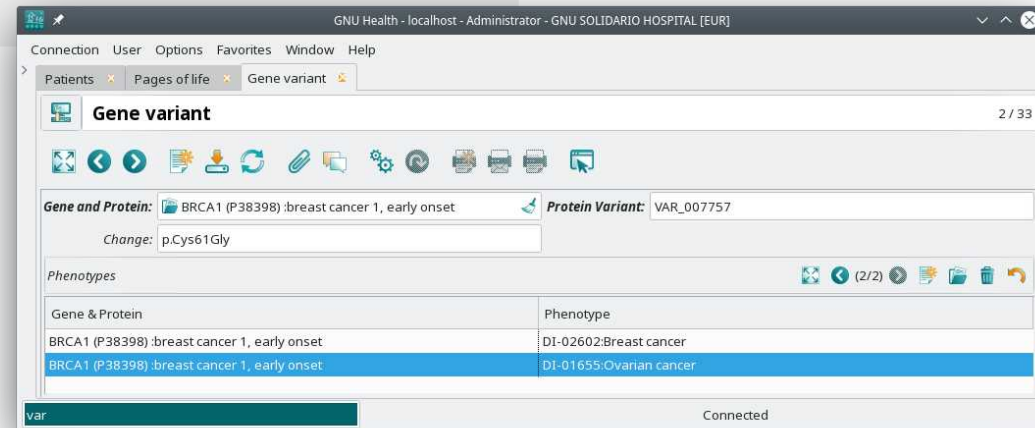 GNU Health - localhost - Administrator - GNU SOLIDARIO HOSPITAL [EUR]
Connection User Options Favorites Window Help
Patients Pages of life Gene variant
Gene variant 2 / 33
Gene and Protein: BRCA1 (P38398) :breast cancer 1, early onset Protein Variant: VAR_007757
Change: p.Cys61Gly
Phenotypes (2/2)
Gene & Protein Phenotype
BRCA1 (P38398) :breast cancer 1, early onset DI-02602:Breast cancer
BRCA1 (P38398) :breast cancer 1, early onset DI-01655:Ovarian cancer
var Connected